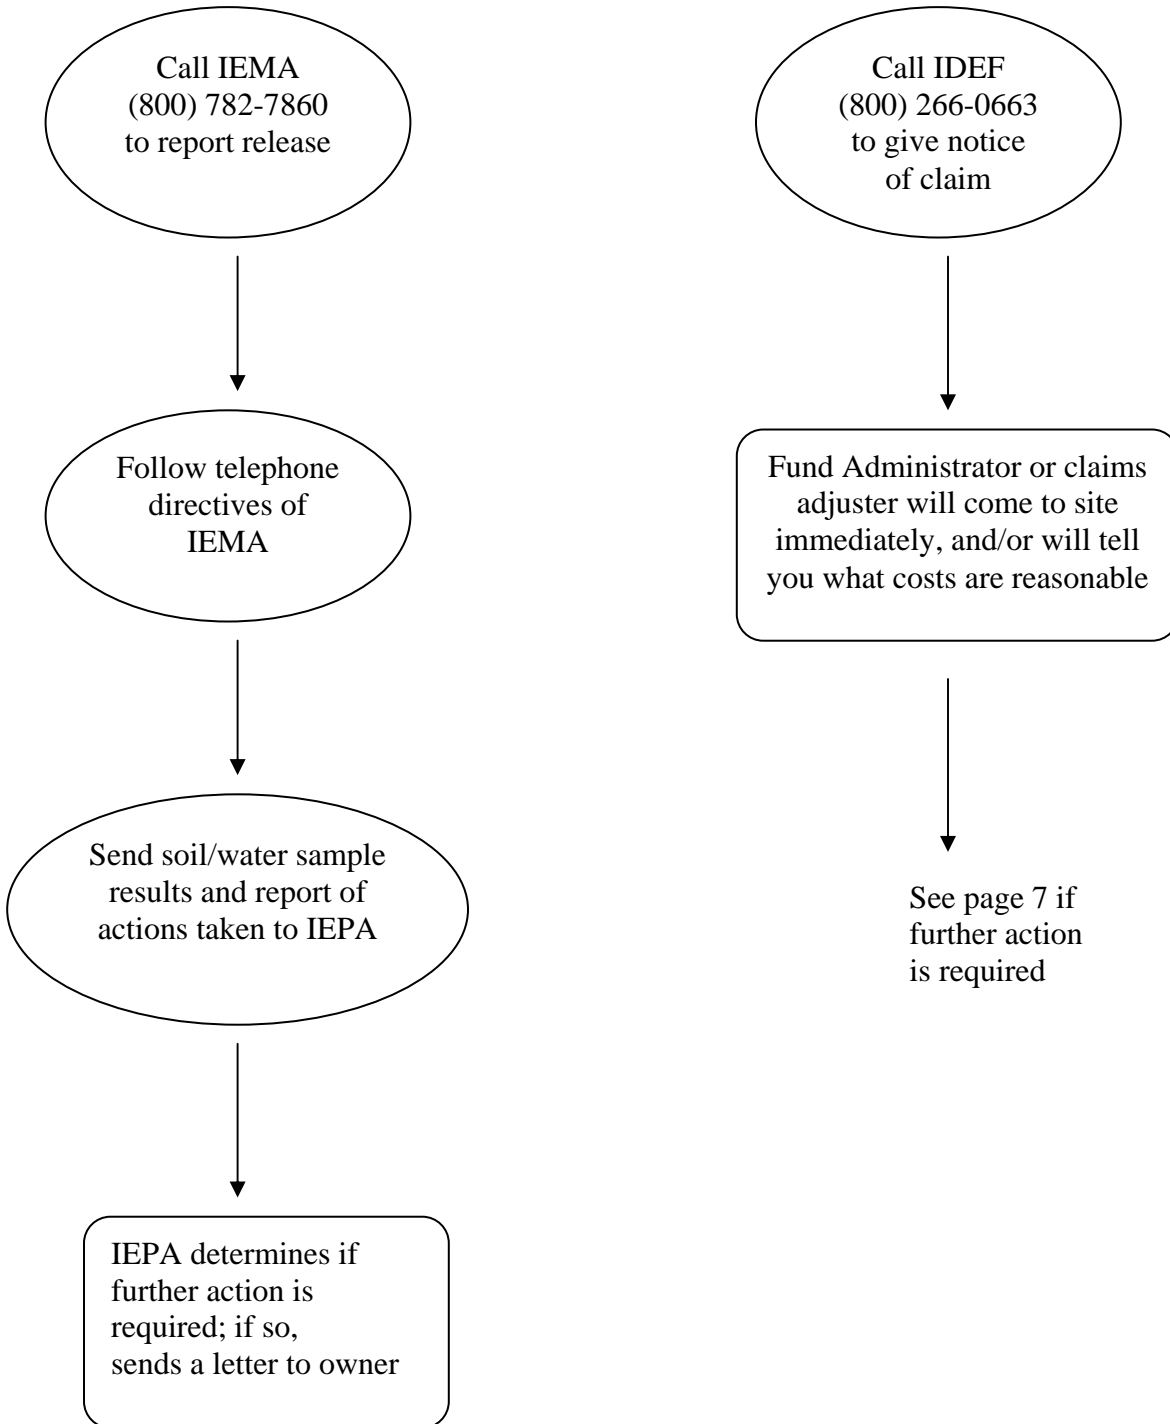 Call IEMA
(800) 782-7860
to report release
Follow telephone
directives of
IEMA
Send soil/water sample
results and report of
actions taken to IEPA
IEPA determines if
further action is
required; if so,
sends a letter to owner
Call IDEF
(800) 266-0663
to give notice
of claim
Fund Administrator or claims
adjuster will come to site
immediately, and/or will tell
you what costs are reasonable
See page 7 if
further action
is required